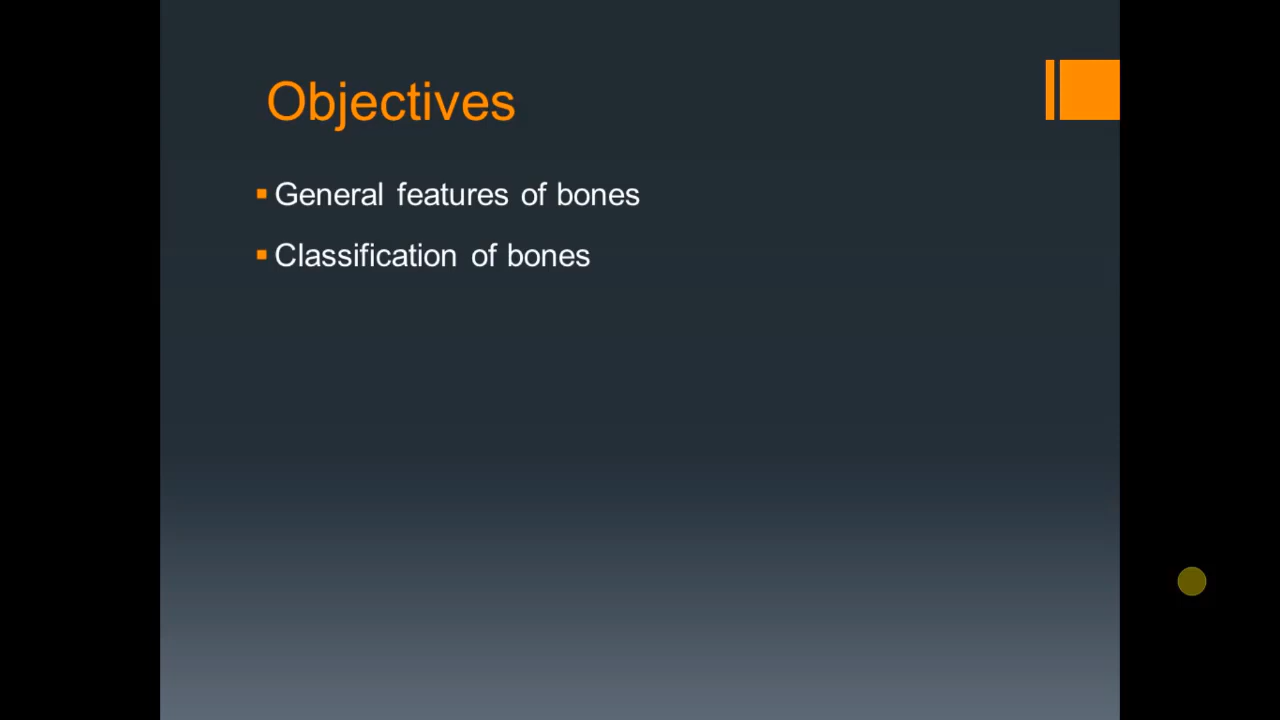 Objectives
General features of bones
Classification of bones